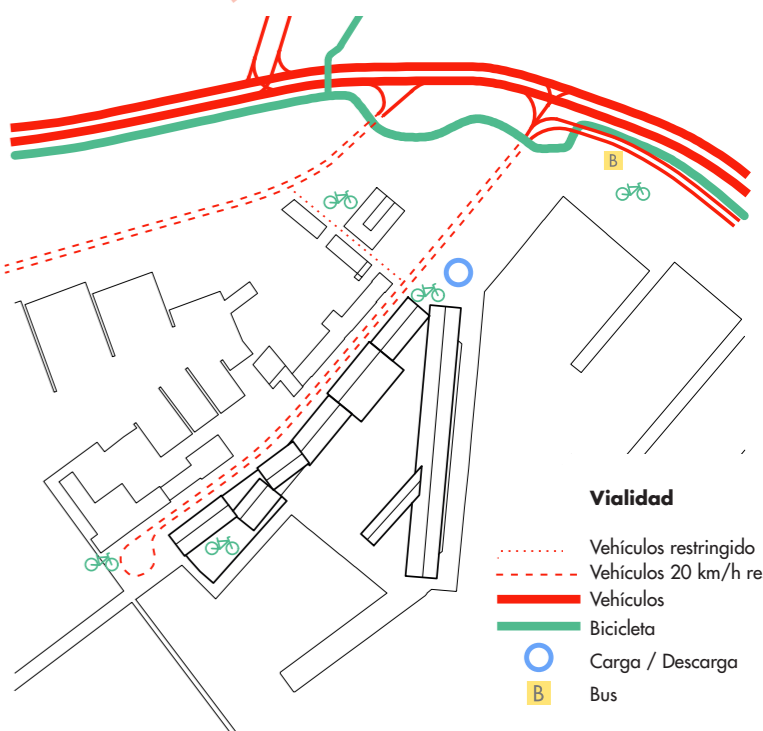 B
Vialidad
Vehículos restringido
Vehículos 20 km/h re
Vehículos
Bicicleta
Carga / Descarga
B Bus